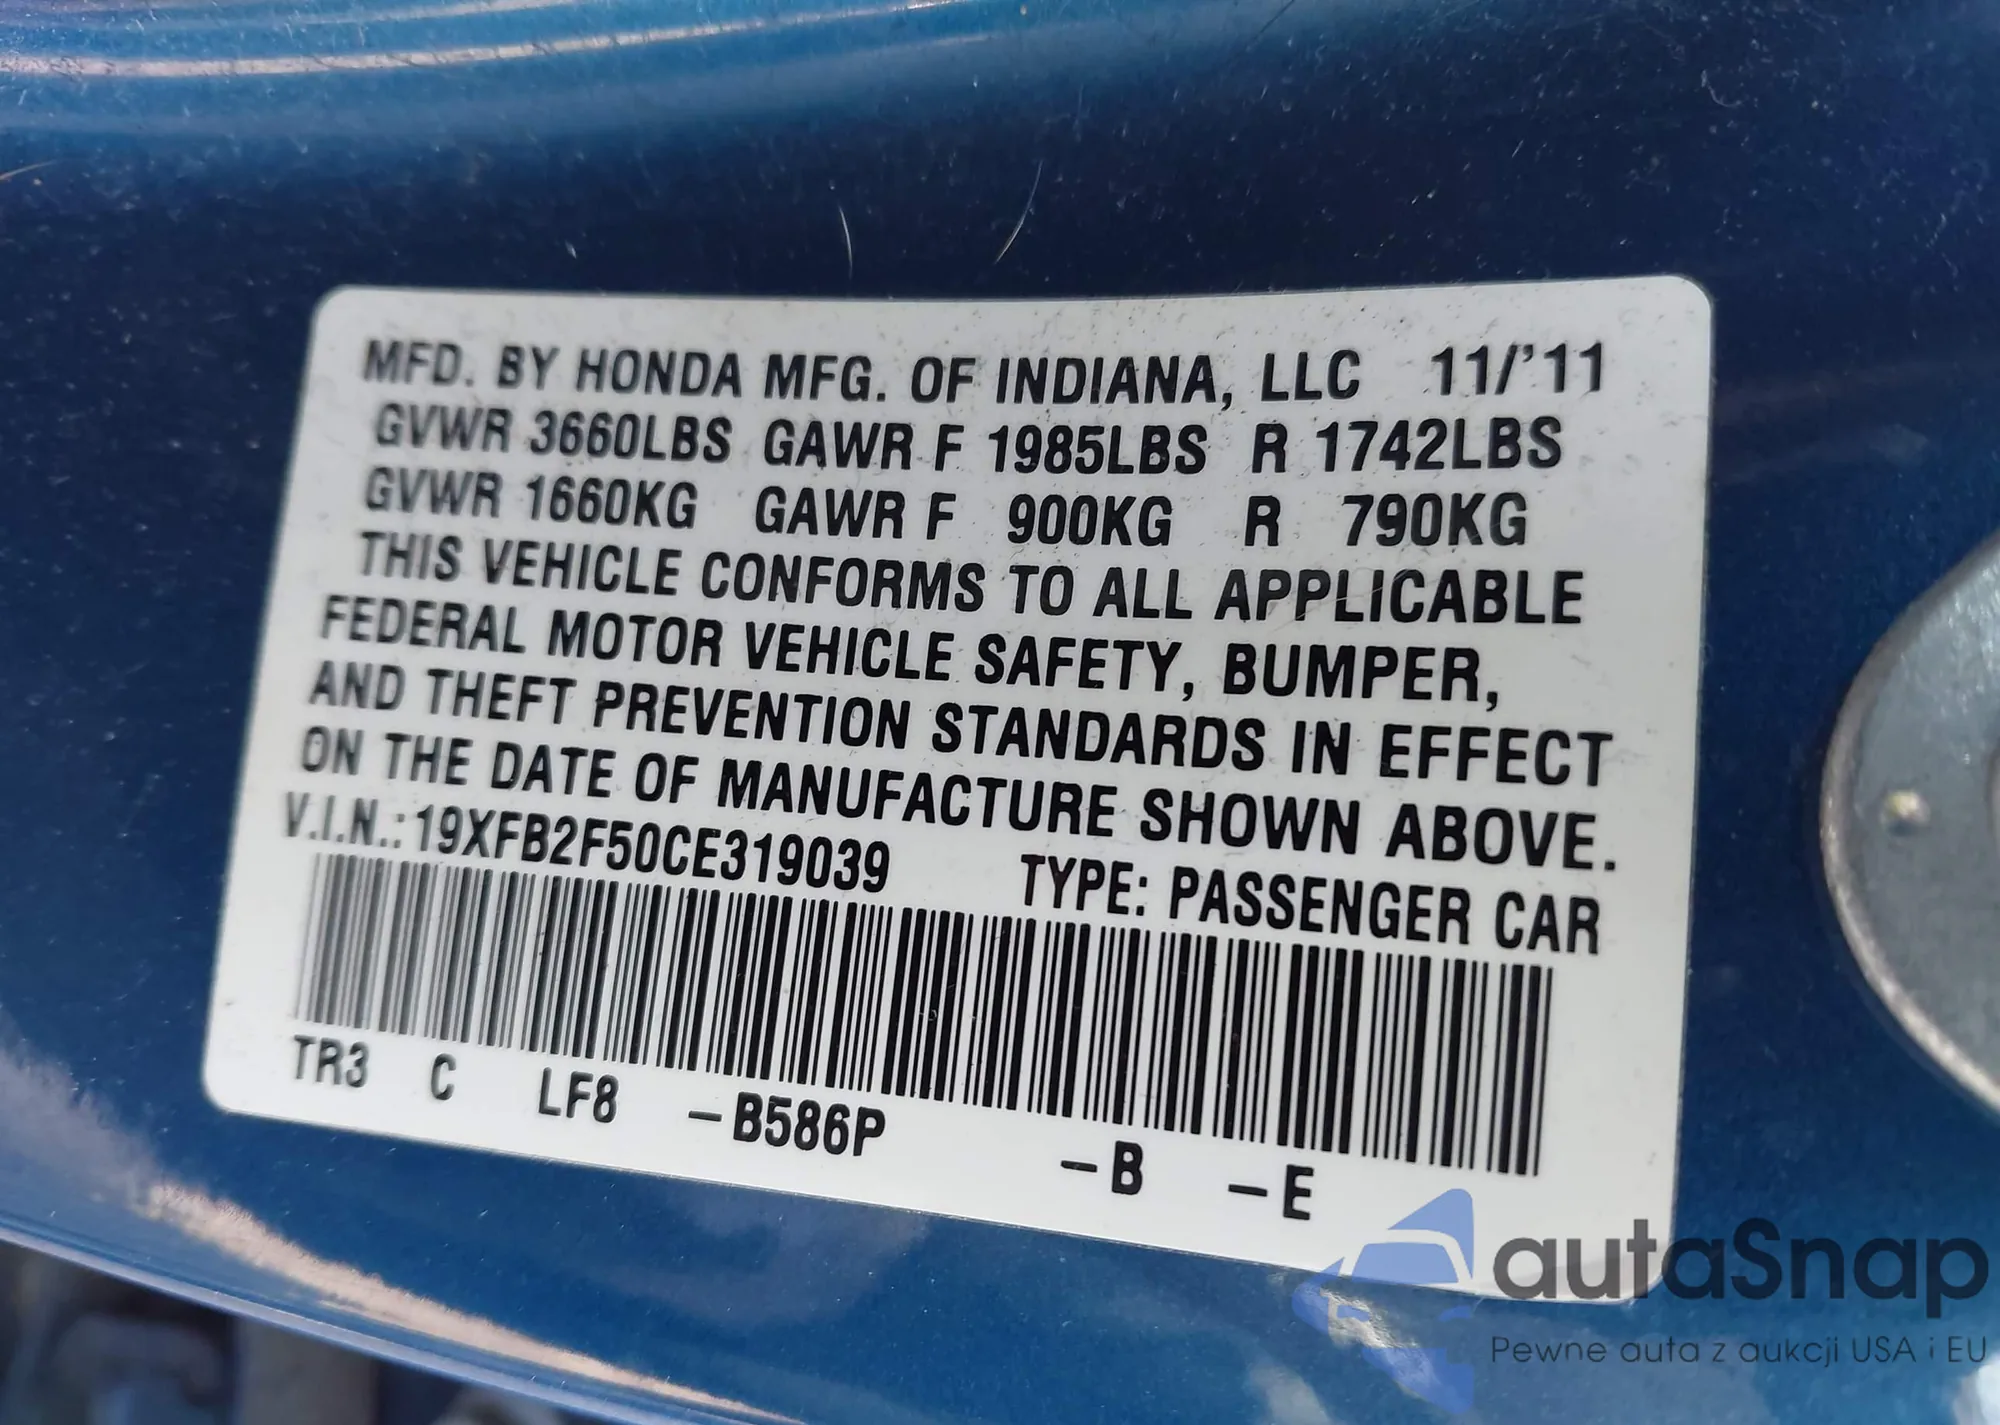 MFD. BY HONDA MFG. OF INDIANA, LLC 11/'11
GVWR 3660LBS GAWR F 1985LBS R 1742LBS
GVWR 1660KG GAWR F 900KG R 790KG
THIS VEHICLE CONFORMS TO ALL APPLICABLE
FEDERAL MOTOR VEHICLE SAFETY, BUMPER,
AND THEFT PREVENTION STANDARDS IN EFFECT
ON THE DATE OF MANUFACTURE SHOWN ABOVE.
V.I.N.: 19XFB2F50CE319039 TYPE: PASSENGER CAR
TR3 C LF8 –B586P –B –E
autaSnap
Pewne auta z aukcji USA i EU